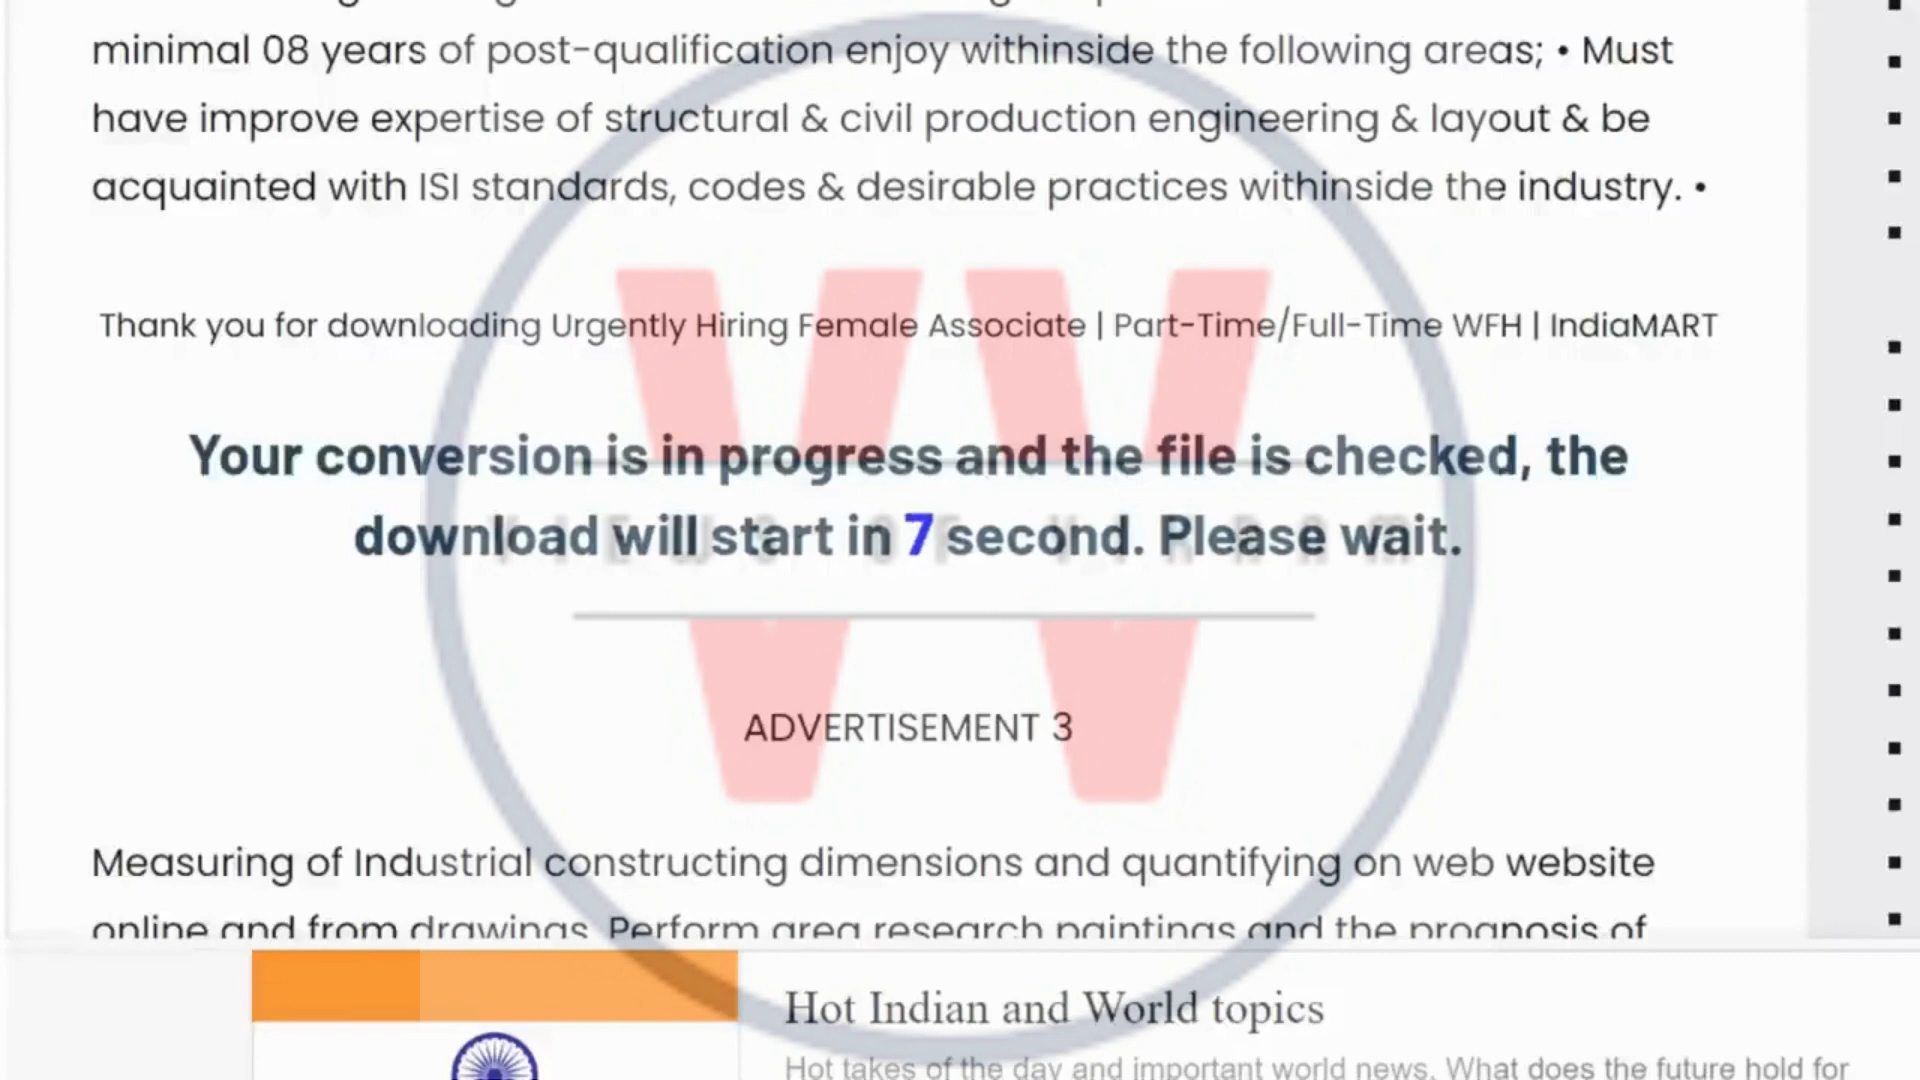 minimal 08 years of post-qualification enjoy withinside the following areas; • Must
have improve expertise of structural & civil production engineering & layout & be
acquainted with ISI standards, codes & desirable practices withinside the industry. •
Thank you for downloading Urgently Hiring Female Associate | Part-Time/Full-Time WFH | IndiaMART
Your conversion is in progress and the file is checked, the
download will start in 7 second. Please wait.
ADVERTISEMENT 3
Measuring of Industrial constructing dimensions and quantifying on web website
online and from drawings. Perform area research paintings and the prognosis of
Hot Indian and World topics
Hot takes of the day and important world news. What does the future hold for